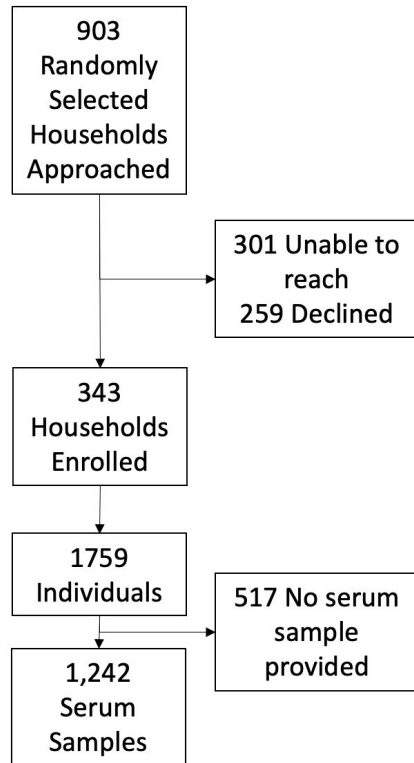 903
Randomly
Selected
Households
Approached
301 Unable to
reach
259 Declined
343
Households
Enrolled
1759
Individuals
517 No serum
sample
provided
1,242
Serum
Samples